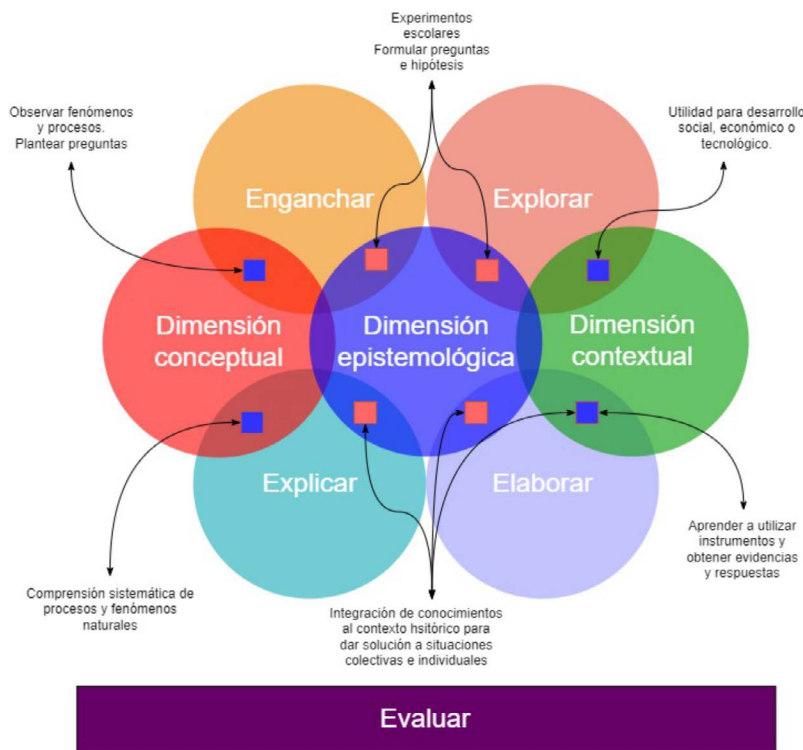 Experimentos
escolares
Formular preguntas
e hipótesis
Observar fenómenos
y procesos.
Plantear preguntas
Utilidad para desarrollo
social, económico o
tecnológico.
Enganchar
Explorar
Dimensión
conceptual
Dimensión
epistemológica
Dimensión
contextual
Explicar
Elaborar
Comprensión sistemática de
procesos y fenómenos
naturales
Integración de conocimientos
al contexto hsitórico para
dar solución a situaciones
colectivas e individuales
Aprender a utilizar
instrumentos y
obtener evidencias
y respuestas
Evaluar